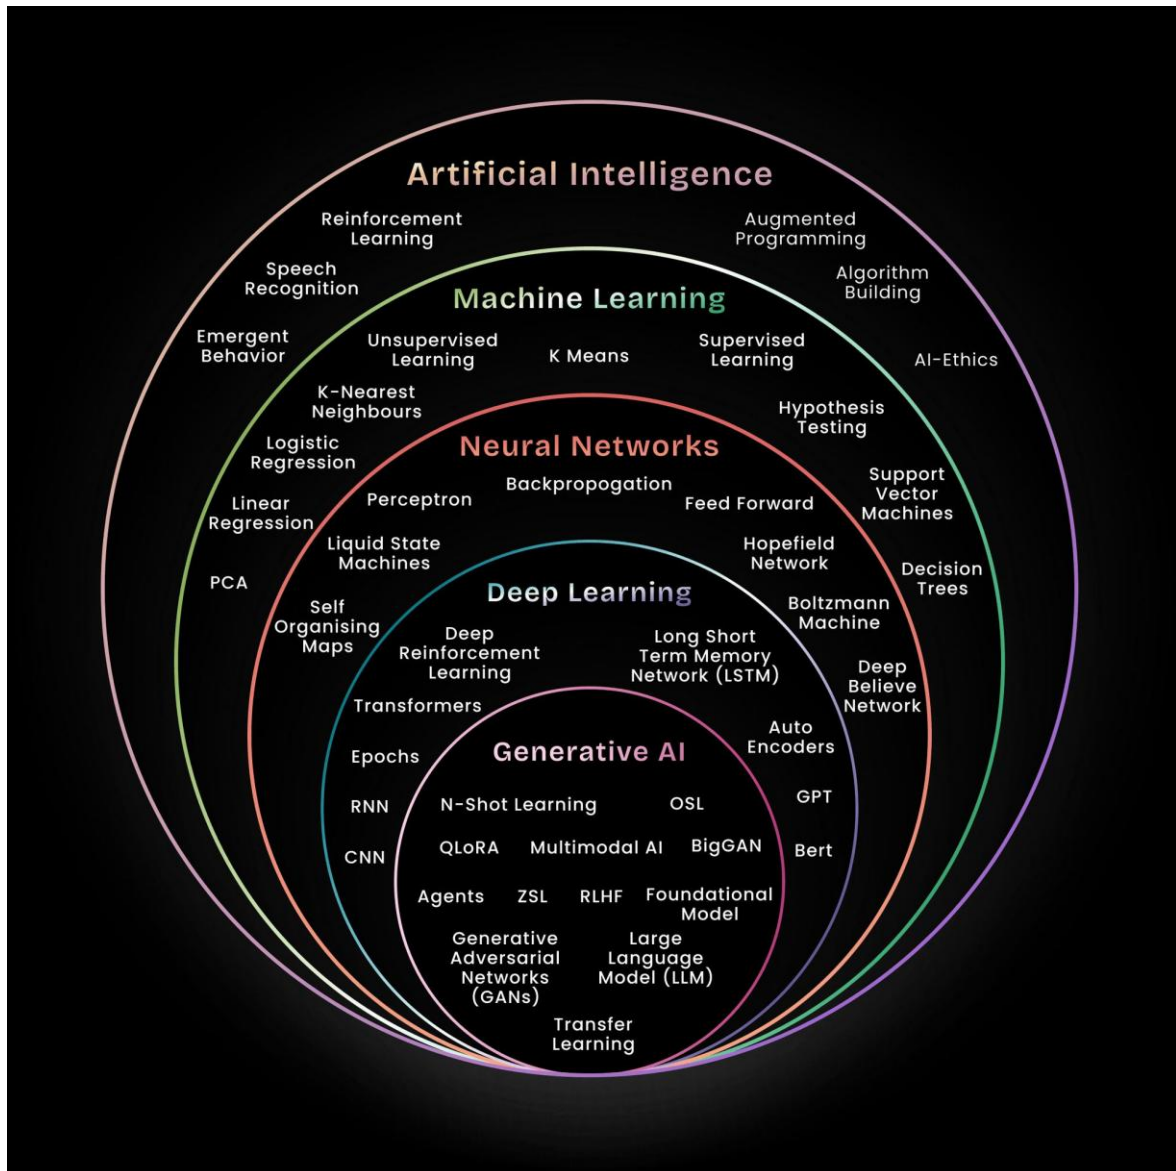 Artificial Intelligence
Reinforcement
Learning
Augmented
Programming
Speech
Recognition
Algorithm
Building
Emergent
Behavior
AI-Ethics
Machine Learning
Unsupervised
Learning
K Means
Supervised
Learning
K-Nearest
Neighbours
Hypothesis
Testing
Logistic
Regression
Support
Vector
Machines
Linear
Regression
PCA
Decision
Trees
Neural Networks
Backpropogation
Perceptron
Feed Forward
Liquid State
Machines
Hopefield
Network
Self
Organising
Maps
Boltzmann
Machine
Deep
Believe
Network
Deep Learning
Deep
Reinforcement
Learning
Long Short
Term Memory
Network (LSTM)
Transformers
Auto
Encoders
Epochs
GPT
RNN
Bert
CNN
Generative AI
N-Shot Learning
OSL
QLoRA
Multimodal AI
BigGAN
Agents
ZSL
RLHF
Foundational
Model
Generative
Adversarial
Networks
(GANs)
Large
Language
Model (LLM)
Transfer
Learning